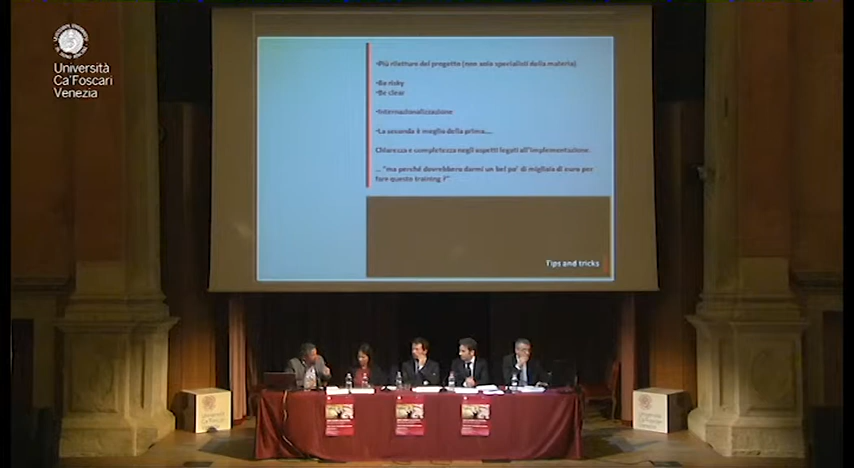 Università
Ca'Foscari
Venezia
•Più riletture del progetto (non solo specialisti della materia)
•Be risky
•Be clear
•Internazionalizzazione
•La seconda è meglio della prima....
Chiarezza e completezza negli aspetti legati all'implementazione.
... "ma perché dovrebbero darmi un bel po' di migliaia di euro per
fare questo training ?"
Tips and tricks